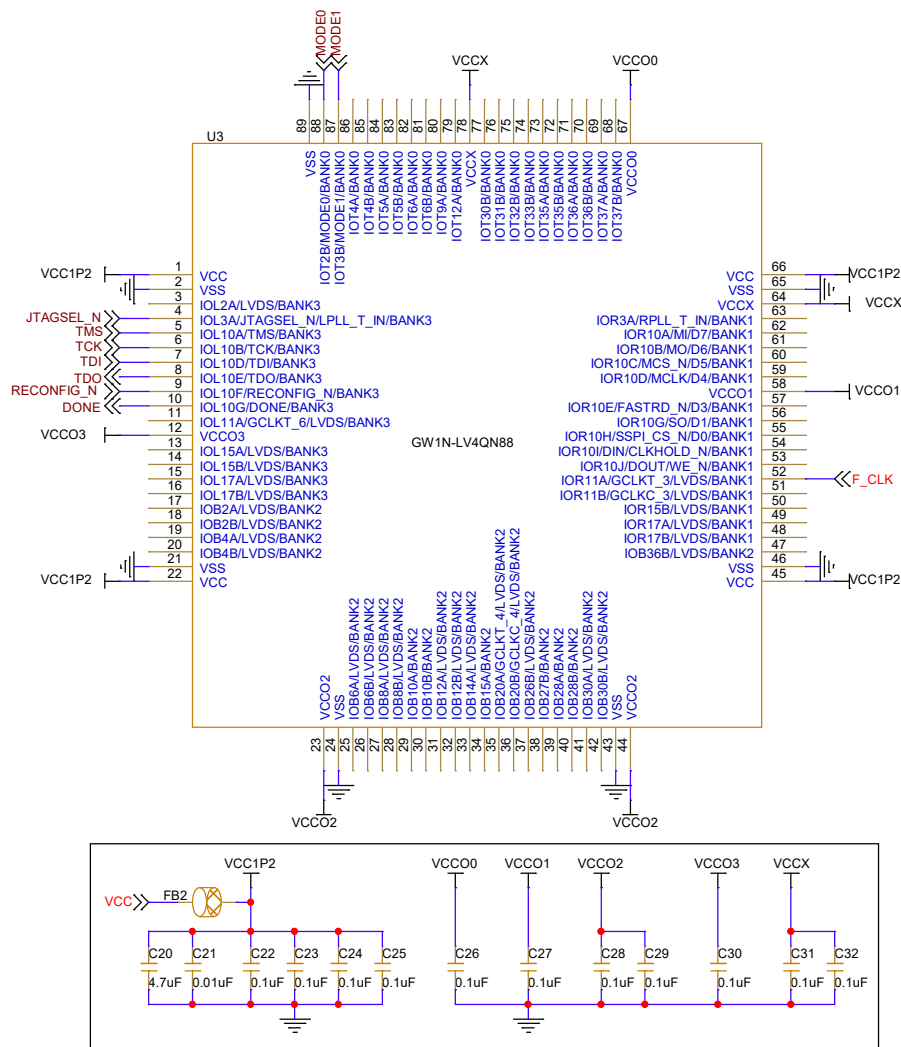 MODE0
MODE1
VCCX
VCCO0
89
88
87
86
85
84
83
82
81
80
79
78
77
76
75
74
73
72
71
70
69
68
67
U3
VSS
IOT2B/MODE0/BANK0
IOT3B/MODE1/BANK0
IOT4A/BANK0
IOT4B/BANK0
IOT5A/BANK0
IOT5B/BANK0
IOT6A/BANK0
IOT6B/BANK0
IOT9A/BANK0
IOT12A/BANK0
VCCX
IOT30B/BANK0
IOT31B/BANK0
IOT32B/BANK0
IOT33B/BANK0
IOT35A/BANK0
IOT35B/BANK0
IOT36A/BANK0
IOT36B/BANK0
IOT37A/BANK0
IOT37B/BANK0
VCCO0
VCC1P2 1 VCC
2 VSS
3 IOL2A/LVDS/BANK3
JTAGSEL_N 4 IOL3A/JTAGSEL_N/LPLL_T_IN/BANK3
TMS 5 IOL10A/TMS/BANK3
TCK 6 IOL10B/TCK/BANK3
TDI 7 IOL10D/TDI/BANK3
TDO 8 IOL10E/TDO/BANK3
RECONFIG_N 9 IOL10F/RECONFIG_N/BANK3
DONE 10 IOL10G/DONE/BANK3
11 IOL11A/GCLKT_6/LVDS/BANK3
VCCO3 12 VCCO3
13 IOL15A/LVDS/BANK3
14 IOL15B/LVDS/BANK3
15 IOL17A/LVDS/BANK3
16 IOL17B/LVDS/BANK3
17 IOB2A/LVDS/BANK2
18 IOB2B/LVDS/BANK2
19 IOB4A/LVDS/BANK2
20 IOB4B/LVDS/BANK2
21 VSS
VCC1P2 22 VCC
GW1N-LV4QN88
VCC 66 VCC1P2
VSS 65
VCCX 64 VCCX
IOR3A/RPLL_T_IN/BANK1 63
IOR10A/MI/D7/BANK1 62
IOR10B/MO/D6/BANK1 61
IOR10C/MCS_N/D5/BANK1 60
IOR10D/MCLK/D4/BANK1 59
VCCO1 58 VCCO1
IOR10E/FASTRD_N/D3/BANK1 57
IOR10G/SO/D1/BANK1 56
IOR10H/SSPI_CS_N/D0/BANK1 55
IOR10I/DIN/CLKHOLD_N/BANK1 54
IOR10J/DOUT/WE_N/BANK1 53
IOR11A/GCLKT_3/LVDS/BANK1 52 F_CLK
IOR11B/GCLKC_3/LVDS/BANK1 51
IOR15B/LVDS/BANK1 50
IOR17A/LVDS/BANK1 49
IOR17B/LVDS/BANK1 48
IOB36B/LVDS/BANK2 47
VSS 46
VCC 45 VCC1P2
VCCO2
VSS
IOB6A/LVDS/BANK2
IOB6B/LVDS/BANK2
IOB8A/LVDS/BANK2
IOB8B/LVDS/BANK2
IOB10A/BANK2
IOB10B/BANK2
IOB12A/LVDS/BANK2
IOB12B/LVDS/BANK2
IOB14A/LVDS/BANK2
IOB15A/BANK2
IOB20A/GCLKT_4/LVDS/BANK2
IOB20B/GCLKC_4/LVDS/BANK2
IOB26B/LVDS/BANK2
IOB27B/BANK2
IOB28A/BANK2
IOB28B/BANK2
IOB30A/LVDS/BANK2
IOB30B/LVDS/BANK2
VSS
VCCO2
23
24
25
26
27
28
29
30
31
32
33
34
35
36
37
38
39
40
41
42
43
44
VCCO2
VCCO2
VCC1P2 VCCO0 VCCO1 VCCO2 VCCO3 VCCX
VCC FB2
C20 C21 C22 C23 C24 C25 C26 C27 C28 C29 C30 C31 C32
4.7uF 0.01uF 0.1uF 0.1uF 0.1uF 0.1uF 0.1uF 0.1uF 0.1uF 0.1uF 0.1uF 0.1uF 0.1uF